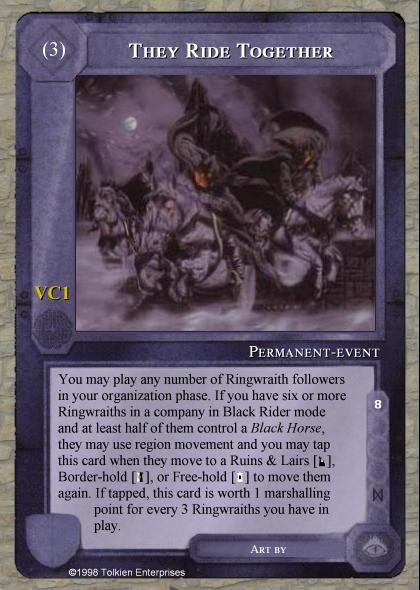 (3)
THEY RIDE TOGETHER
VC1
PERMANENT-EVENT
You may play any number of Ringwraith followers
in your organization phase. If you have six or more
Ringwraiths in a company in Black Rider mode
and at least half of them control a Black Horse,
they may use region movement and you may tap
this card when they move to a Ruins & Lairs [],
Border-hold [], or Free-hold [] to move them
again. If tapped, this card is worth 1 marshalling
point for every 3 Ringwraiths you have in
play.
8
ART BY
©1998 Tolkien Enterprises